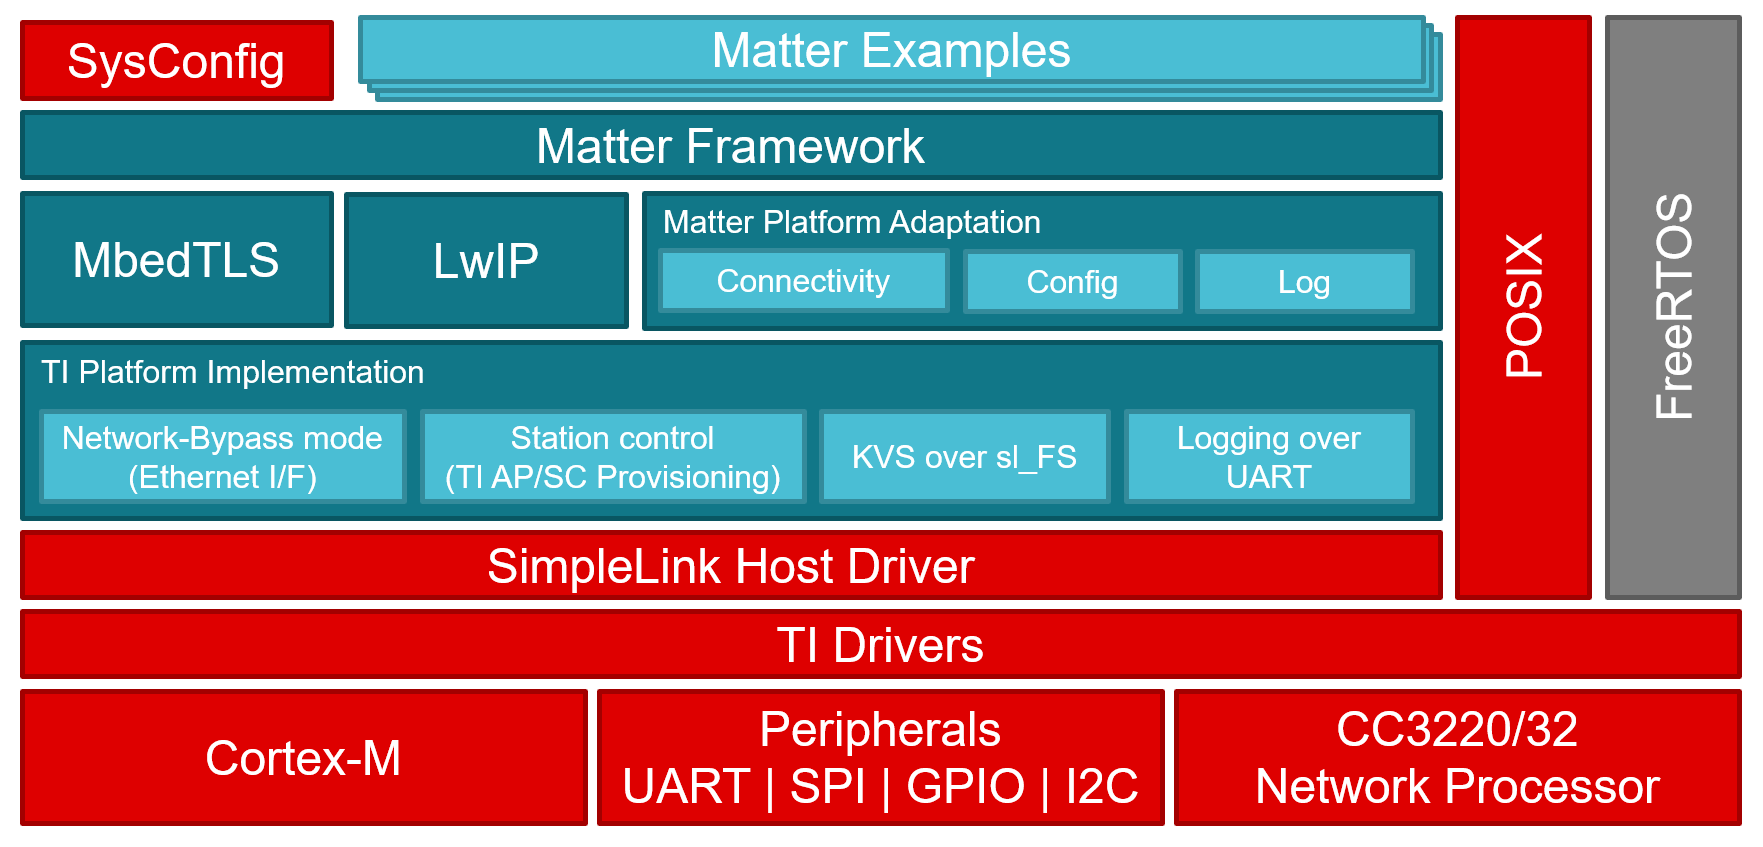 SysConfig
Matter Examples
Matter Framework
MbedTLS
LwIP
Matter Platform Adaptation
Connectivity
Config
Log
TI Platform Implementation
Network-Bypass mode
(Ethernet I/F)
Station control
(TI AP/SC Provisioning)
KVS over sl_FS
Logging over
UART
SimpleLink Host Driver
POSIX
FreeRTOS
TI Drivers
Cortex-M
Peripherals
UART | SPI | GPIO | I2C
CC3220/32
Network Processor